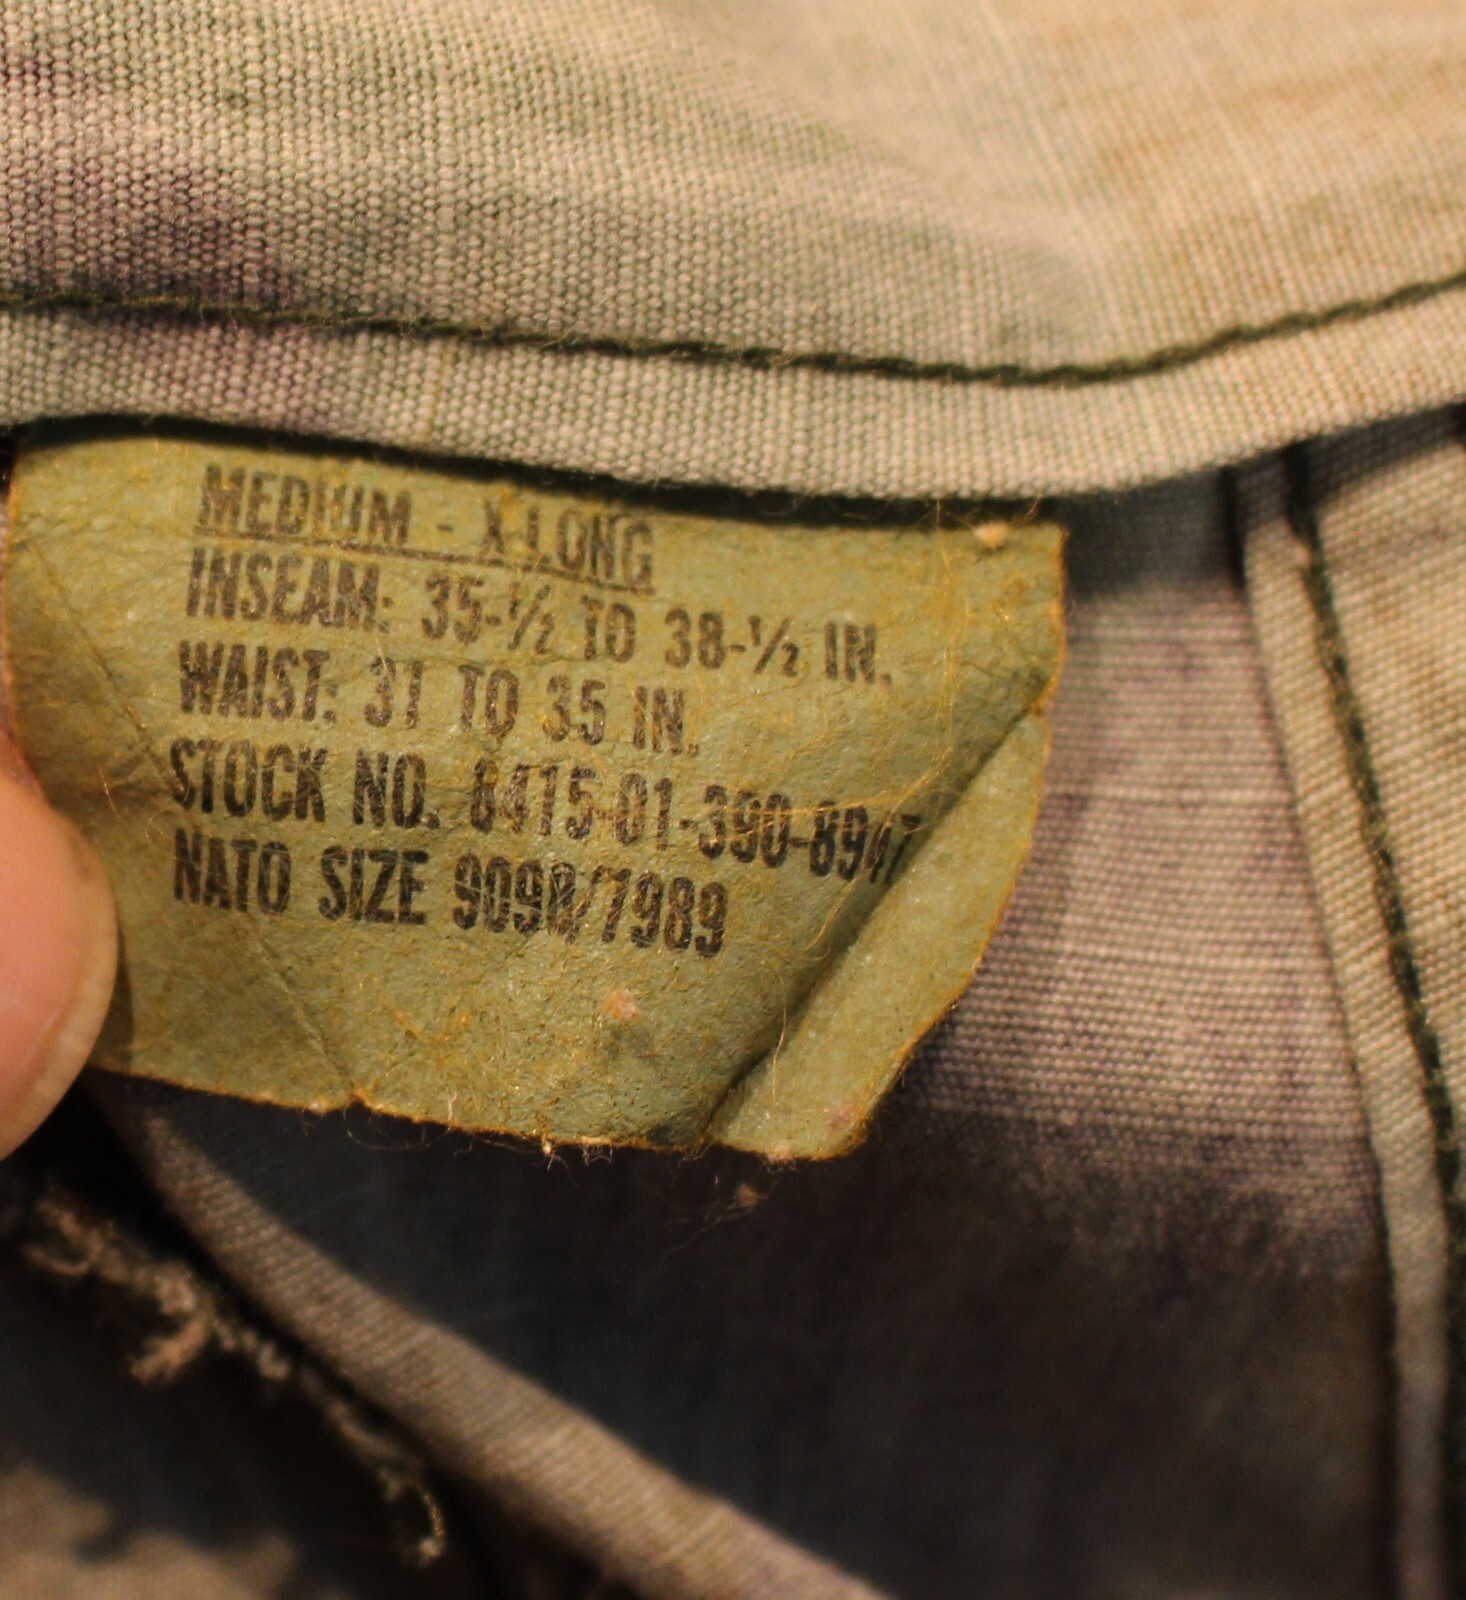 MEDIUM - X-LONG
INSEAM: 35-½ TO 38-½ IN.
WAIST: 31 TO 35 IN.
STOCK NO. 8415-01-390-8947
NATO SIZE 9098/7989